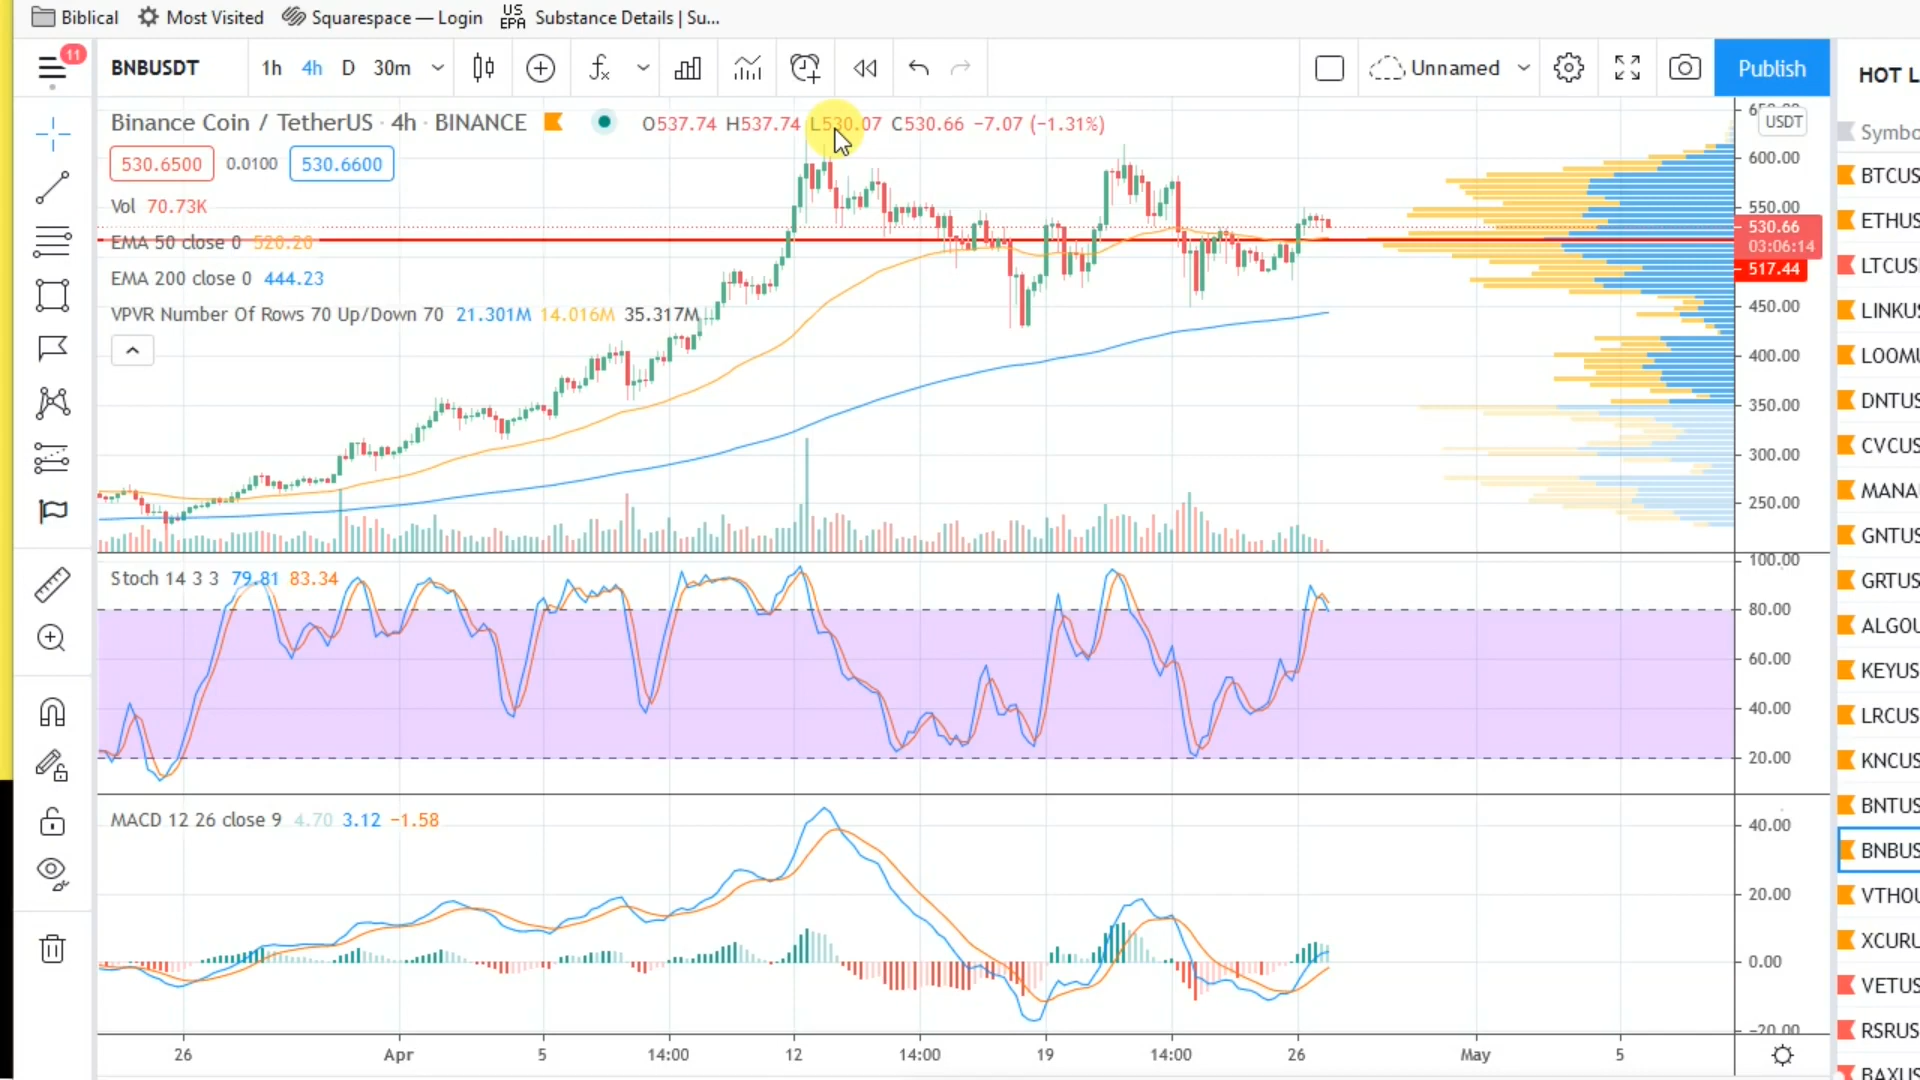 Biblical Most Visited Squarespace — Login US EPA Substance Details | Su...
11 BNBUSDT 1h 4h D 30m Unnamed Publish HOT L
Binance Coin / TetherUS · 4h · BINANCE O537.74 H537.74 L530.07 C530.66 −7.07 (−1.31%)
530.6500 0.0100 530.6600
Vol 70.73K
EMA 50 close 0 520.20
EMA 200 close 0 444.23
VPVR Number Of Rows 70 Up/Down 70 21.301M 14.016M 35.317M
USDT
600.00
550.00
530.66
03:06:14
517.44
450.00
400.00
350.00
300.00
250.00
Stoch 14 3 3 79.81 83.34
100.00
80.00
60.00
40.00
20.00
MACD 12 26 close 9 4.70 3.12 −1.58
40.00
20.00
0.00
−20.00
26 Apr 5 14:00 12 14:00 19 14:00 26 May 5
Symbo
BTCUS
ETHUS
LTCUS
LINKUS
LOOMU
DNTUS
CVCUS
MANA
GNTUS
GRTUS
ALGOU
KEYUS
LRCUS
KNCUS
BNTUS
BNBUS
VTHOU
XCURU
VETUS
RSRUS
BAXUS